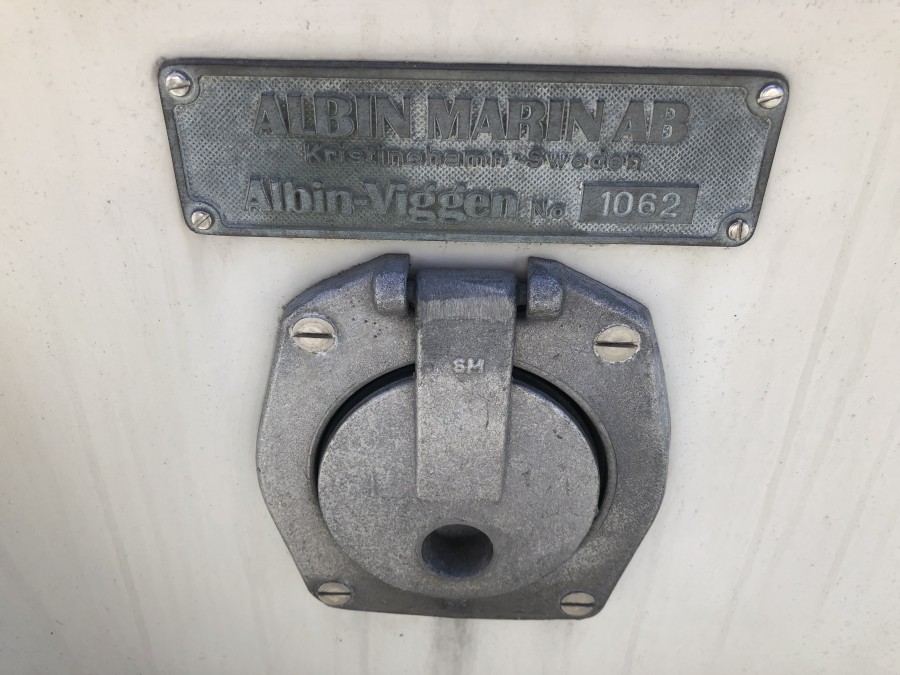 ALBIN MARIN AB
Kristinehamn-Sweden
Albin-Viggen No 1062
SM